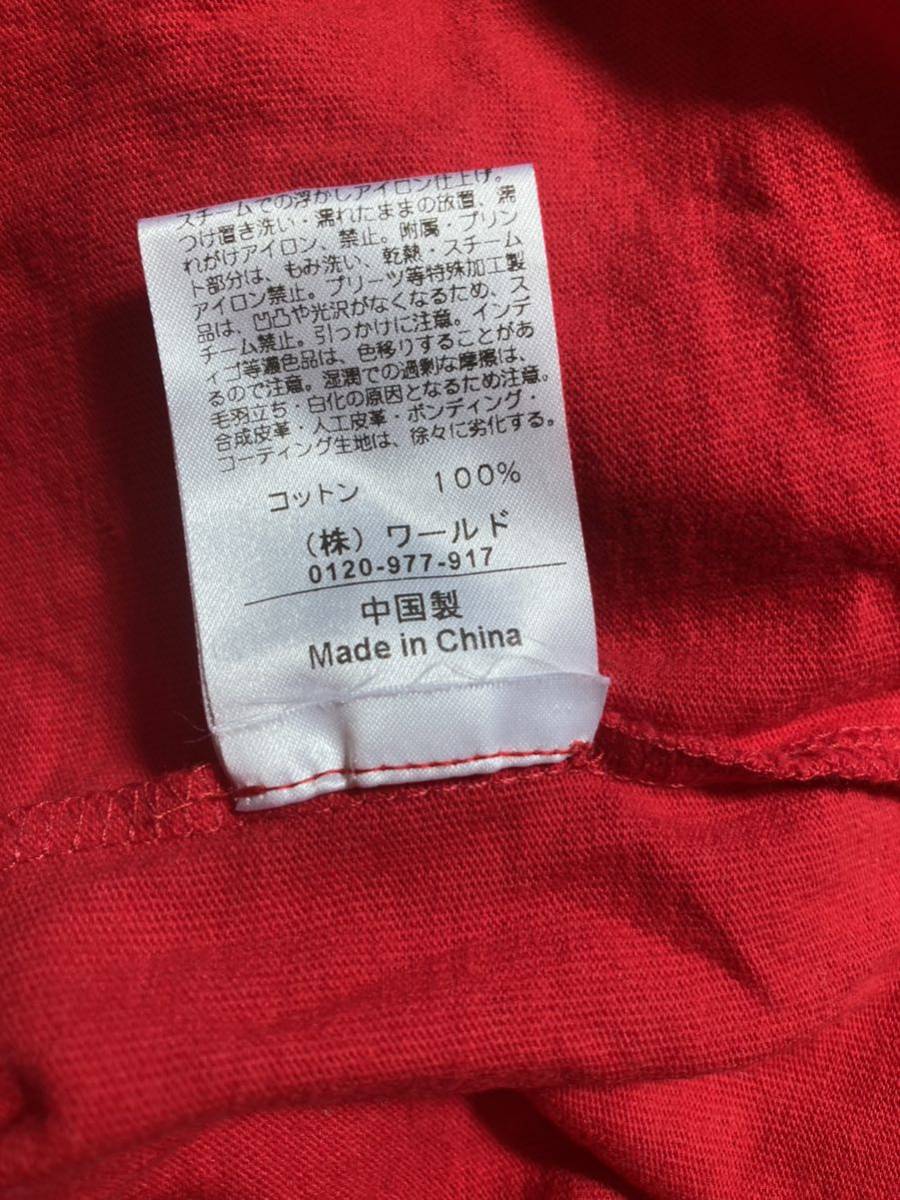 スチームでの浮かしアイロン仕上げ。
つけ置き洗い・濡れたままの放置、濡
れがけアイロン、禁止。附属・プリン
ト部分は、もみ洗い、乾熱・スチーム
アイロン禁止。プリーツ等特殊加工製
品は、凹凸や光沢がなくなるため、ス
チーム禁止。引っかけに注意。インデ
ィゴ等濃色品は、色移りすることがあ
るので注意。湿潤での過剰な摩擦は、
毛羽立ち・白化の原因となるため注意。
合成皮革・人工皮革・ボンディング・
コーティング生地は、徐々に劣化する。
コットン 100%
(株)ワールド
0120-977-917
中国製
Made in China